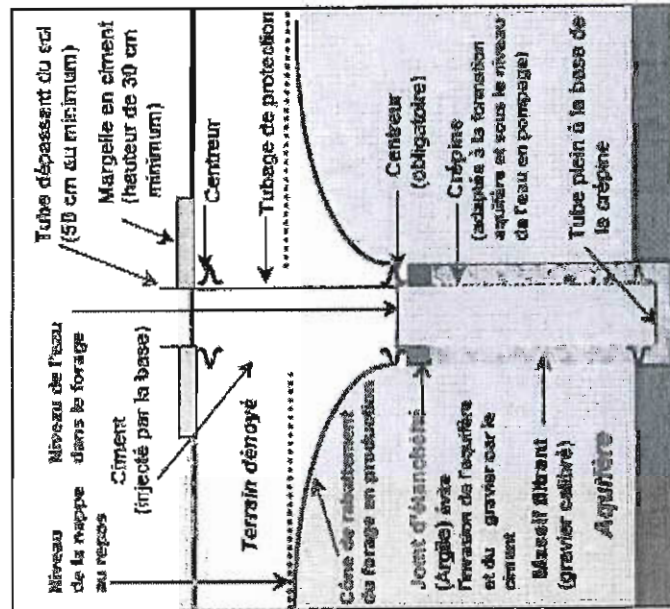 Niveau
de la nappe
au repos
Niveau de l'eau
dans le forage
Tube dépassant du sol
(50 cm au minimum)
Margelle en ciment
(hauteur de 30 cm
minimum)
Ciment
(injecté par la base)
Centreur
Terrain dénoyé
Tubage de protection
Cône de rabattement
du forage en production
Joint d'étanchéité
(Argile) évite
l'invasion de l'aquifère
et du gravier par le
ciment
Centreur
(obligatoire)
Crépine
(adaptée à la formation
aquifère et sous le niveau
de l'eau en pompage)
Massif filtrant
(gravier calibré)
Aquifère
Tube plein à la base de
la crépine